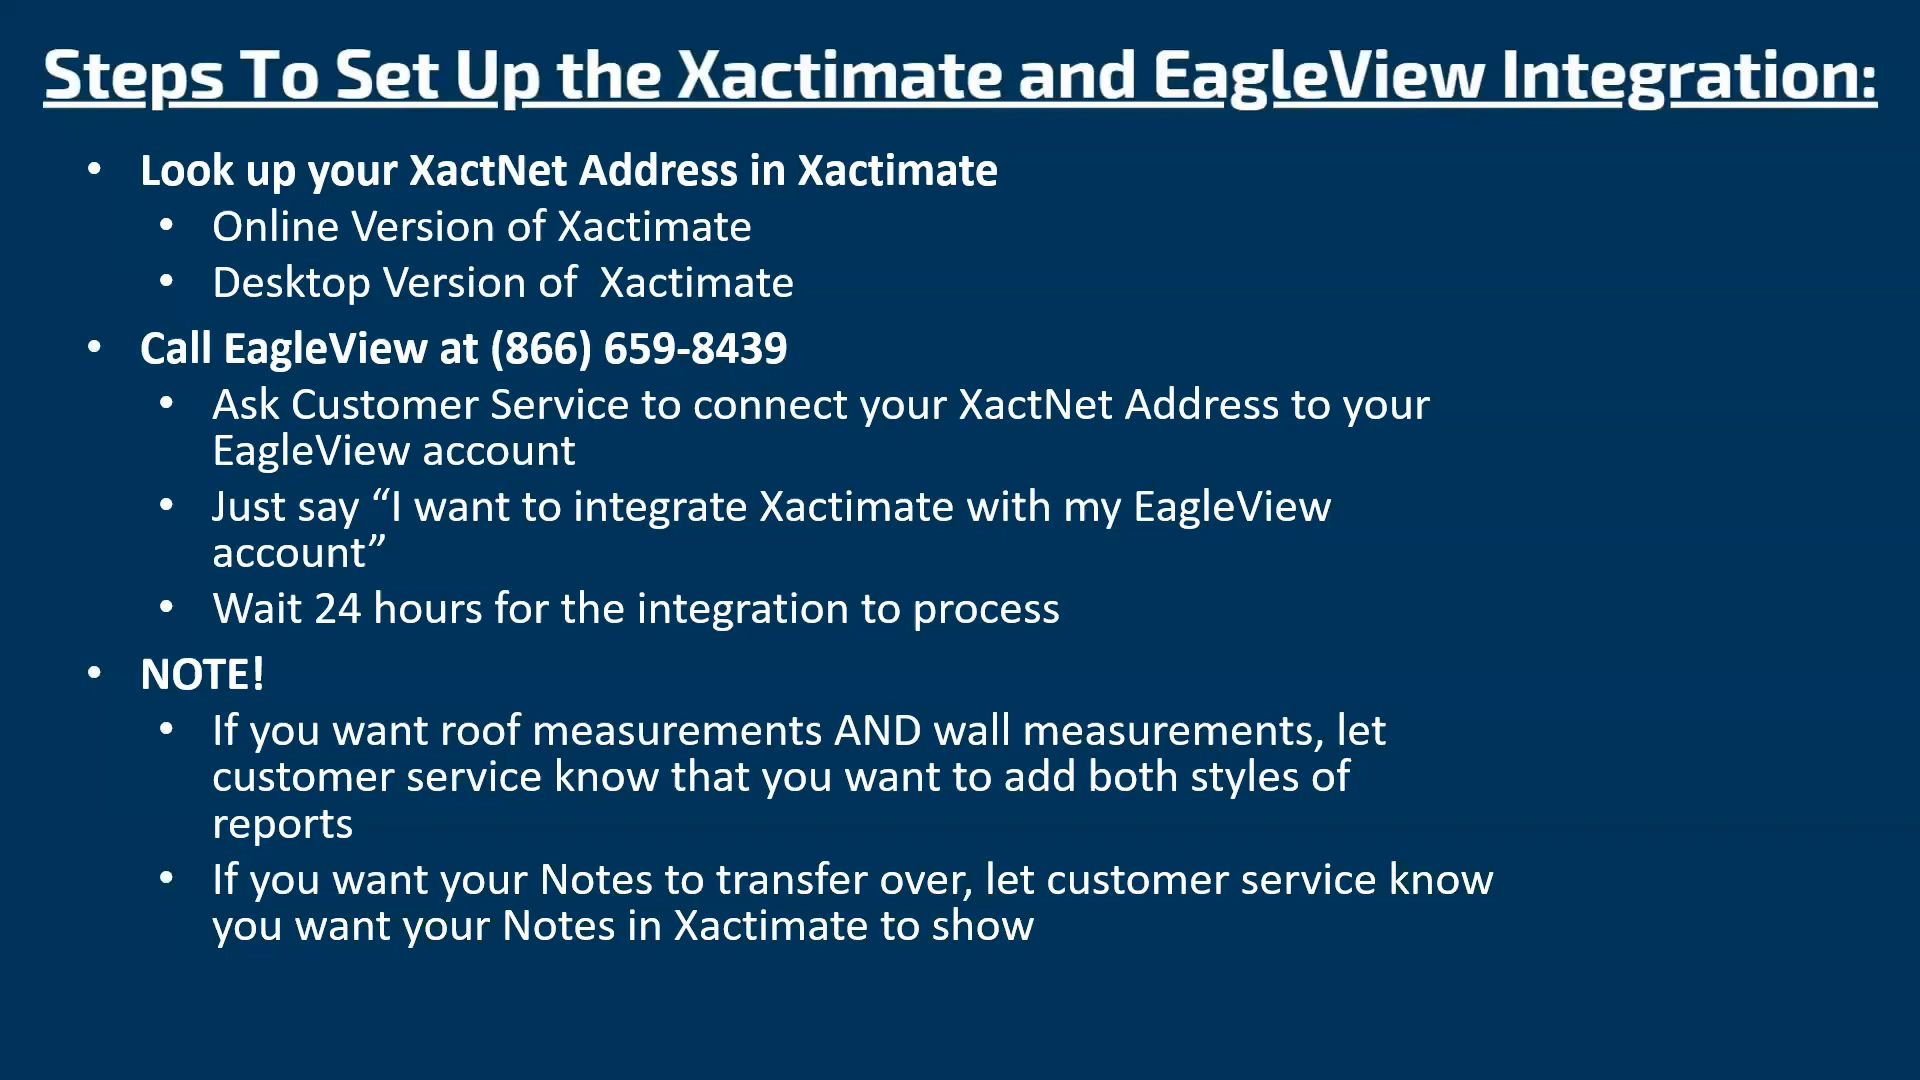 Steps To Set Up the Xactimate and EagleView Integration:
• Look up your XactNet Address in Xactimate
• Online Version of Xactimate
• Desktop Version of  Xactimate
• Call EagleView at (866) 659-8439
• Ask Customer Service to connect your XactNet Address to your
EagleView account
• Just say “I want to integrate Xactimate with my EagleView
account”
• Wait 24 hours for the integration to process
• NOTE!
• If you want roof measurements AND wall measurements, let
customer service know that you want to add both styles of
reports
• If you want your Notes to transfer over, let customer service know
you want your Notes in Xactimate to show